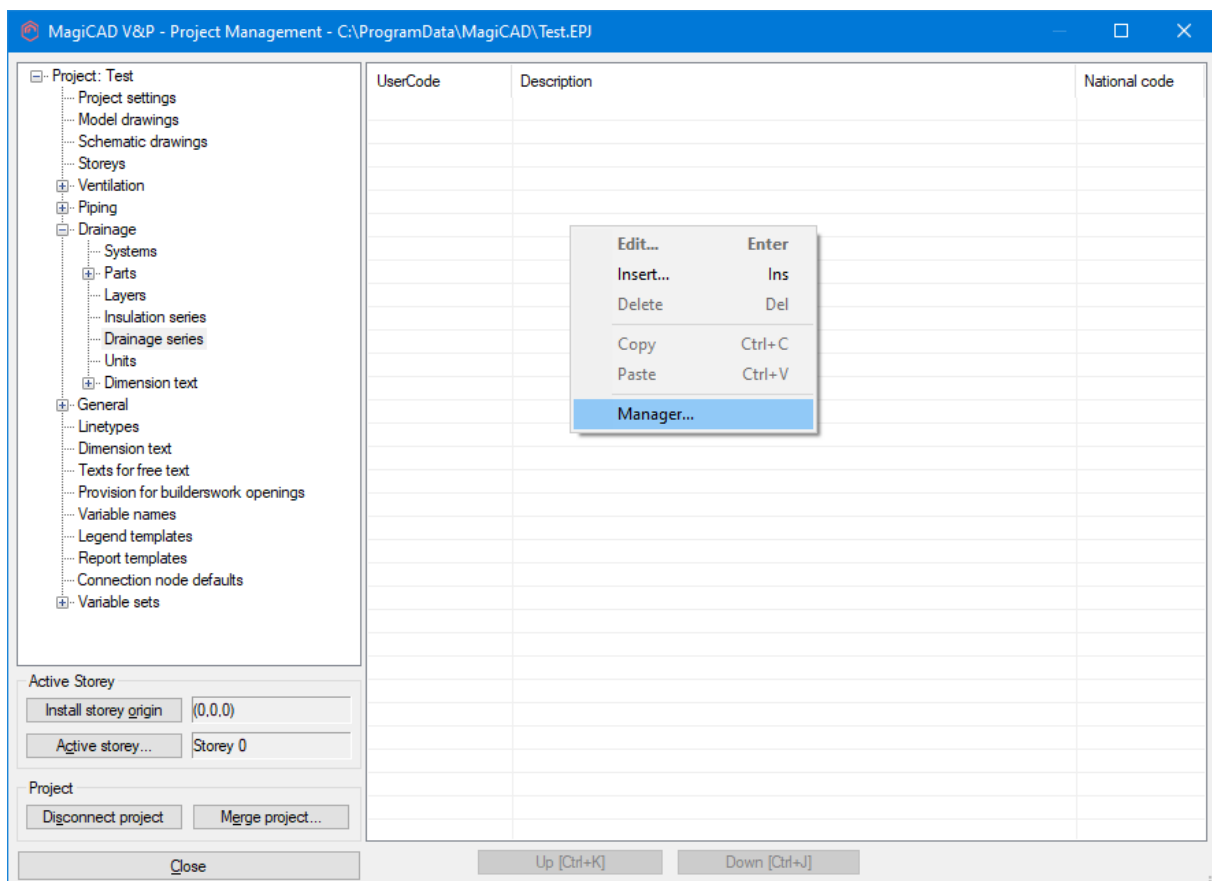 MagiCAD V&P - Project Management - C:\ProgramData\MagiCAD\Test.EPJ
Project: Test
Project settings
Model drawings
Schematic drawings
Storeys
Ventilation
Piping
Drainage
Systems
Parts
Layers
Insulation series
Drainage series
Units
Dimension text
General
Linetypes
Dimension text
Texts for free text
Provision for builderswork openings
Variable names
Legend templates
Report templates
Connection node defaults
Variable sets
Active Storey
Install storey origin (0,0,0)
Active storey... Storey 0
Project
Disconnect project Merge project...
Close
UserCode Description National code
Edit... Enter
Insert... Ins
Delete Del
Copy Ctrl+C
Paste Ctrl+V
Manager...
Up [Ctrl+K] Down [Ctrl+J]